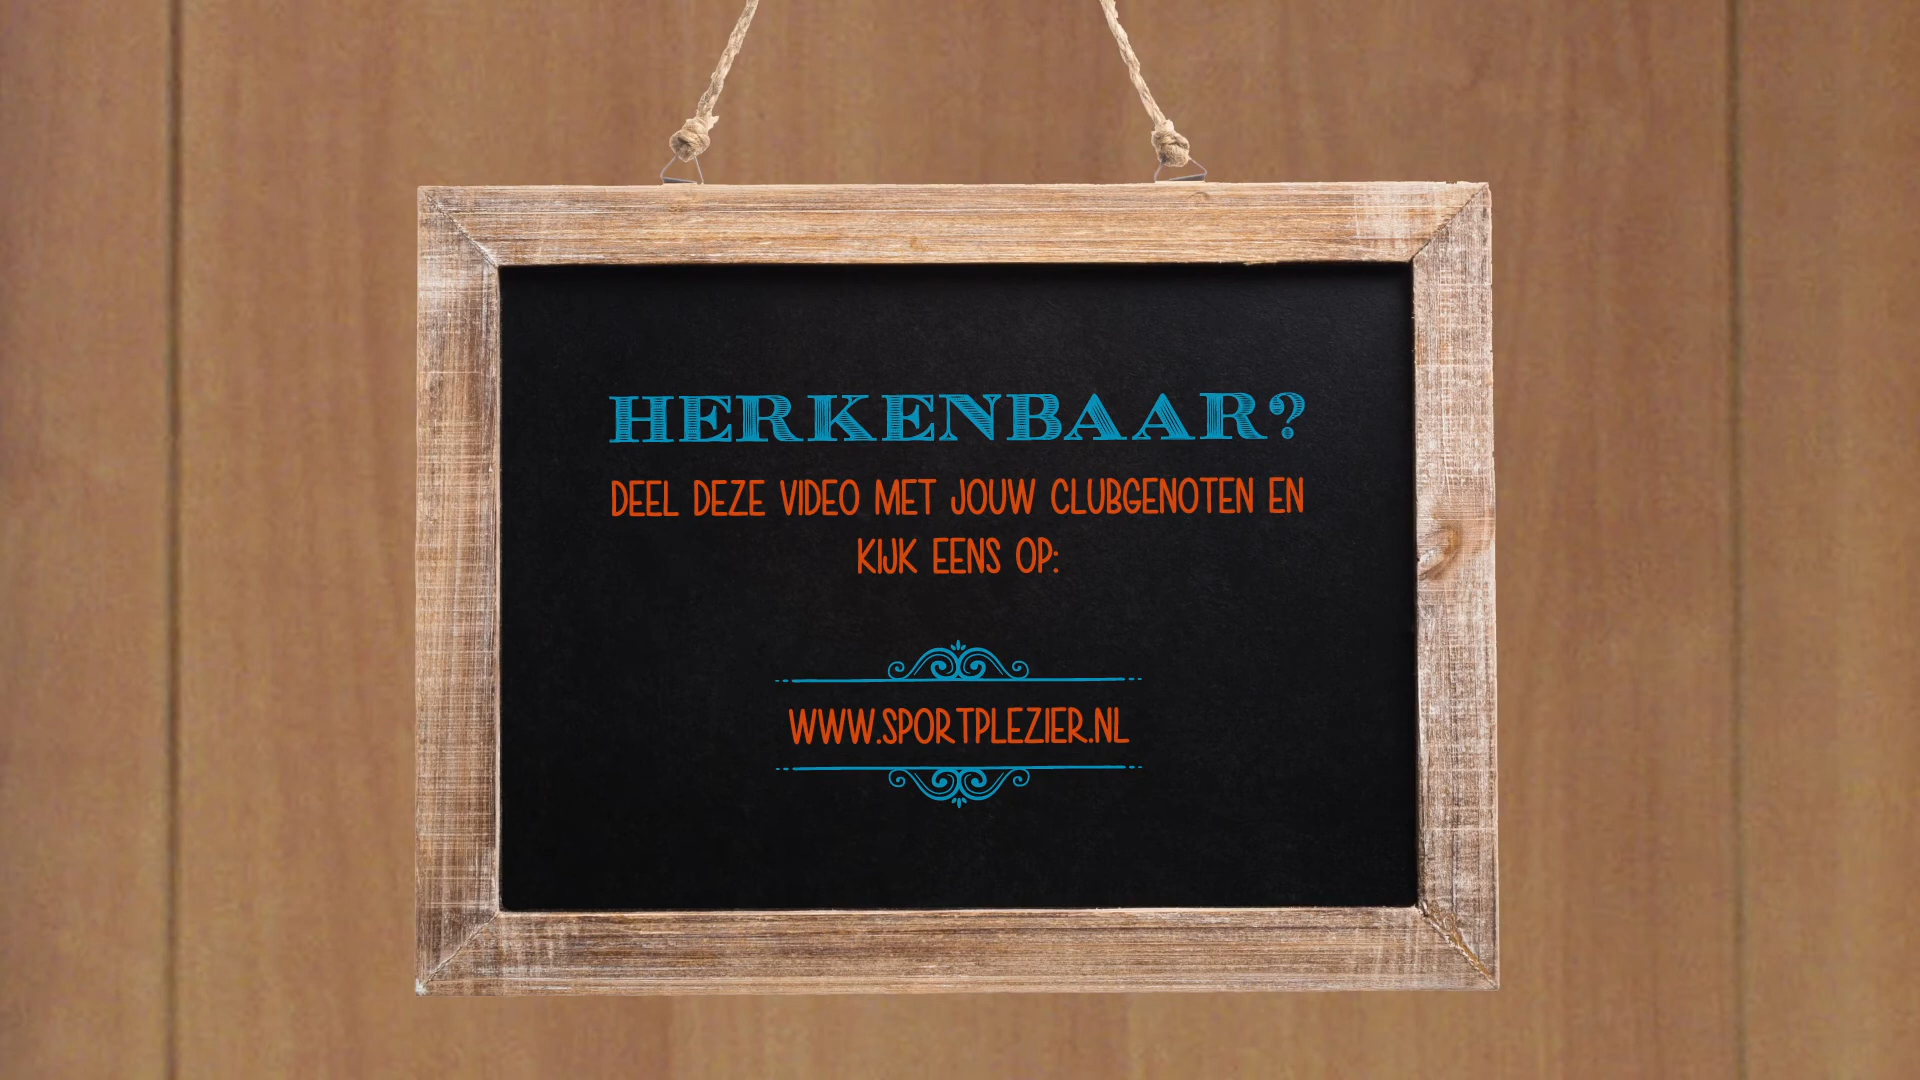 HERKENBAAR?
DEEL DEZE VIDEO MET JOUW CLUBGENOTEN EN
KIJK EENS OP:
WWW.SPORTPLEZIER.NL